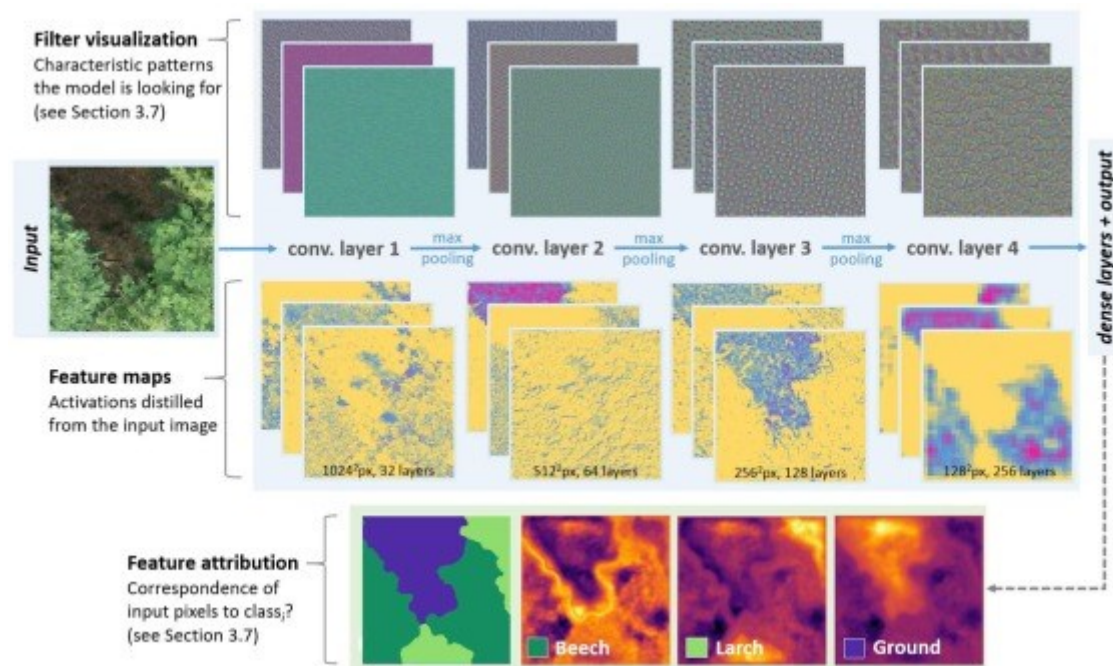 Filter visualization
Characteristic patterns
the model is looking for
(see Section 3.7)
Input
conv. layer 1
max
pooling
conv. layer 2
max
pooling
conv. layer 3
max
pooling
conv. layer 4
dense layers + output
Feature maps
Activations distilled
from the input image
1024²px, 32 layers
512²px, 64 layers
256²px, 128 layers
128²px, 256 layers
Feature attribution
Correspondence of
input pixels to classᵢ?
(see Section 3.7)
Beech
Larch
Ground